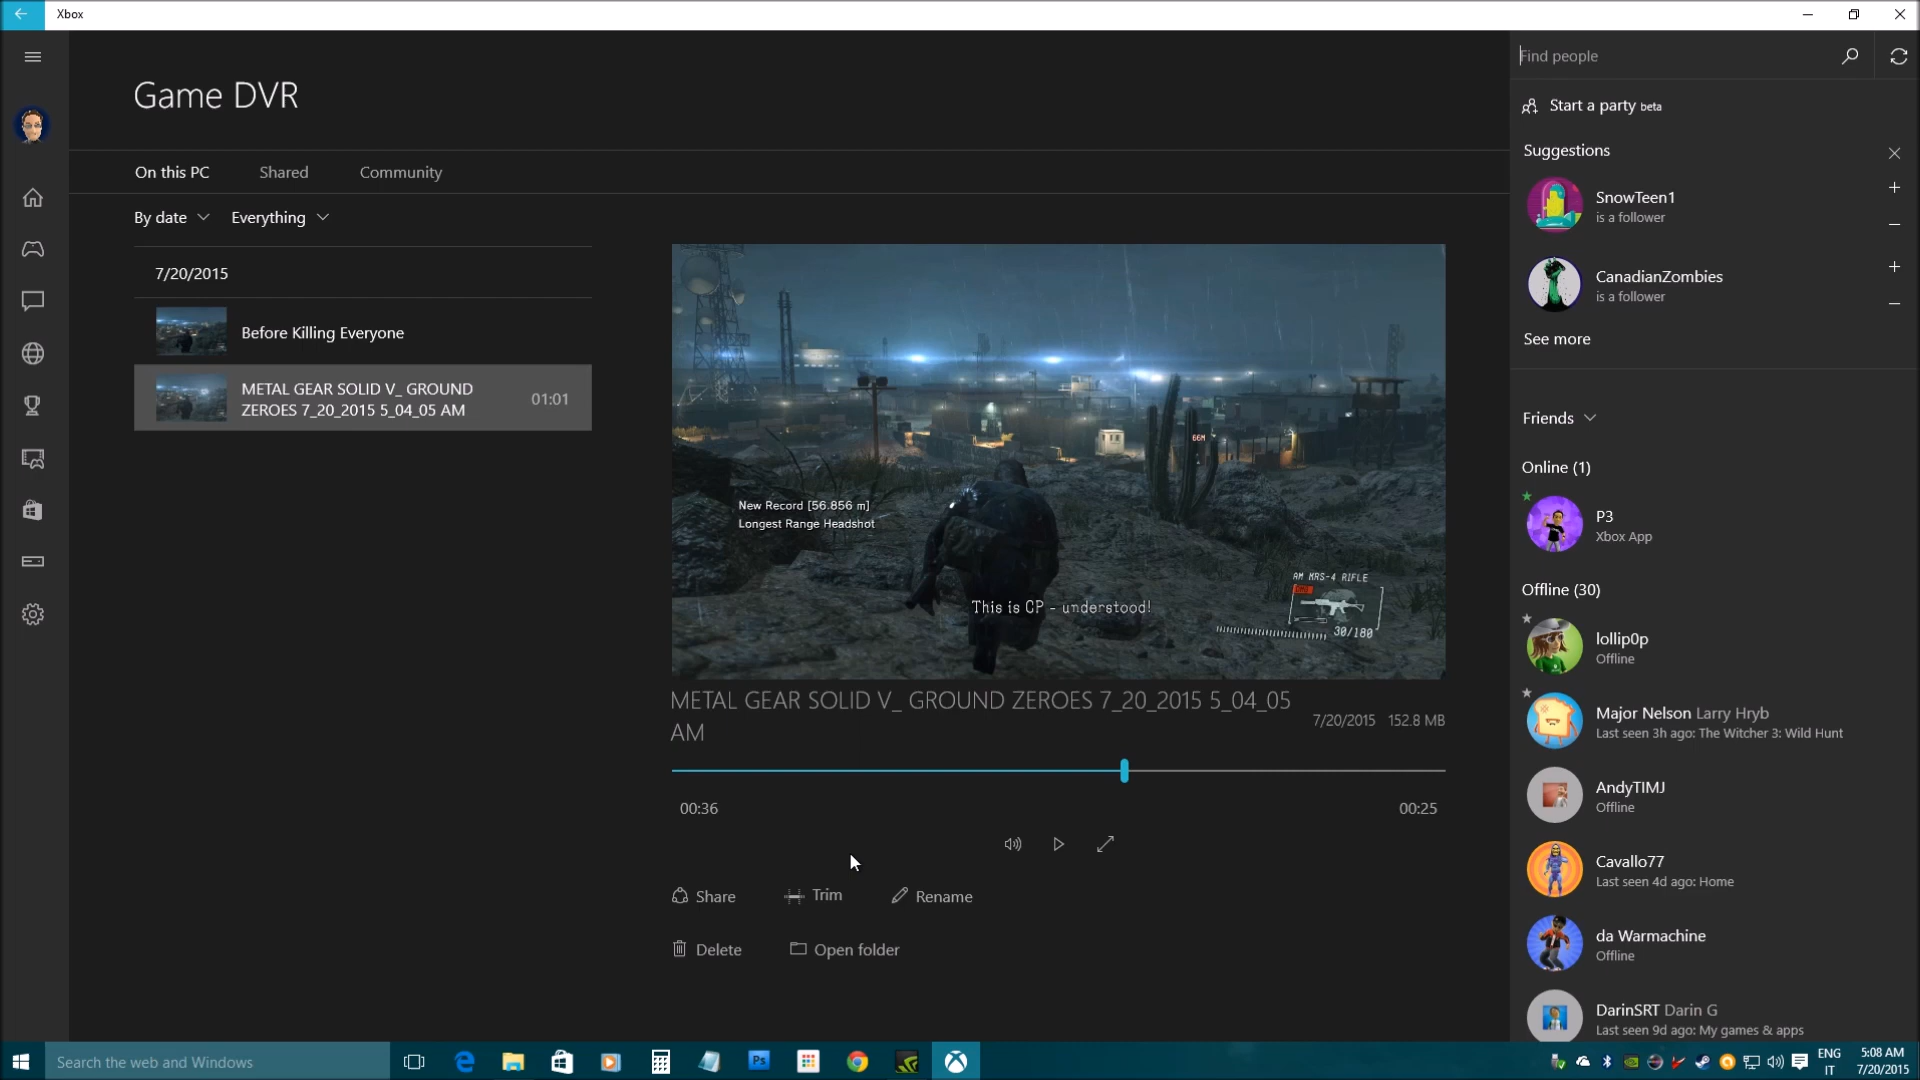 Xbox
Game DVR
On this PC
Shared
Community
By date
Everything
7/20/2015
Before Killing Everyone
METAL GEAR SOLID V_ GROUND
ZEROES 7_20_2015 5_04_05 AM
01:01
66M
New Record [56.856 m]
Longest Range Headshot
AM MRS-4 RIFLE
This is CP - understood!
30/180
METAL GEAR SOLID V_ GROUND ZEROES 7_20_2015 5_04_05
AM
7/20/2015 152.8 MB
00:36
00:25
Share
Trim
Rename
Delete
Open folder
Find people
Start a party beta
Suggestions
SnowTeen1
is a follower
CanadianZombies
is a follower
See more
Friends
Online (1)
P3
Xbox App
Offline (30)
lollip0p
Offline
Major Nelson Larry Hryb
Last seen 3h ago: The Witcher 3: Wild Hunt
AndyTIMJ
Offline
Cavallo77
Last seen 4d ago: Home
da Warmachine
Offline
DarinSRT Darin G
Last seen 9d ago: My games & apps
Search the web and Windows
Ps
ENG
IT
5:08 AM
7/20/2015